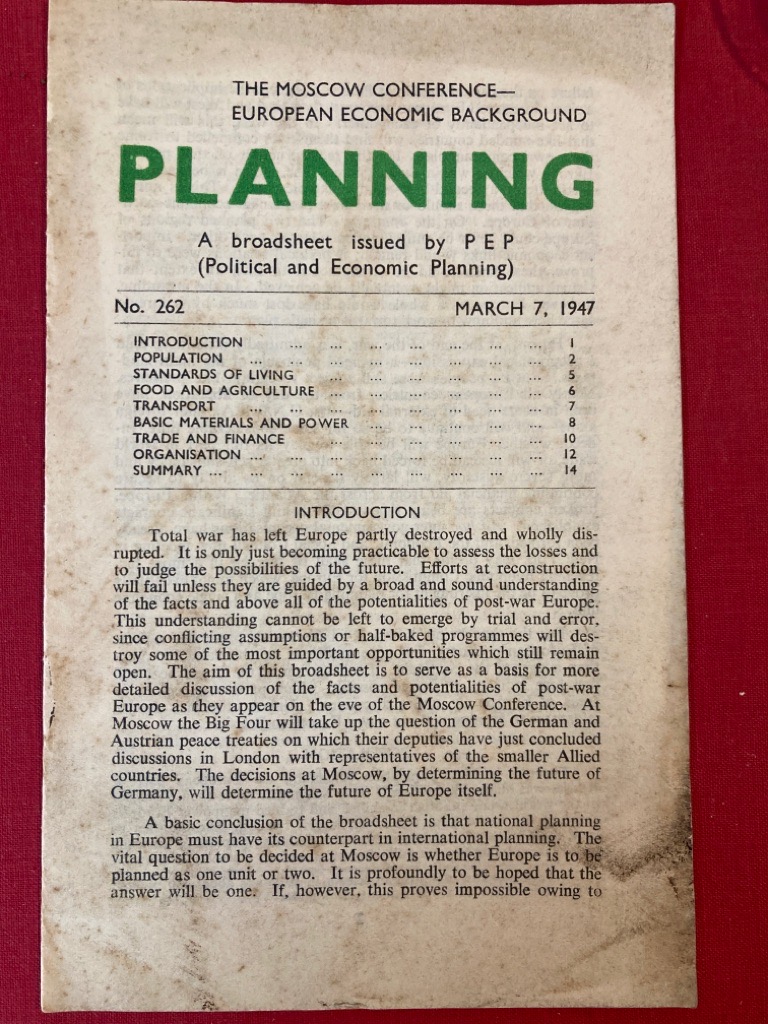 THE MOSCOW CONFERENCE—
EUROPEAN ECONOMIC BACKGROUND
PLANNING
A broadsheet issued by P E P
(Political and Economic Planning)
No. 262 MARCH 7, 1947
INTRODUCTION ... ... ... ... ... ... ... 1
POPULATION ... ... ... ... ... ... ... ... 2
STANDARDS OF LIVING ... ... ... ... ... ... 5
FOOD AND AGRICULTURE ... ... ... ... ... ... 6
TRANSPORT ... ... ... ... ... ... ... ... 7
BASIC MATERIALS AND POWER ... ... ... ... ... 8
TRADE AND FINANCE ... ... ... ... ... ... 10
ORGANISATION ... ... ... ... ... ... ... ... 12
SUMMARY ... ... ... ... ... ... ... ... ... 14
INTRODUCTION
Total war has left Europe partly destroyed and wholly dis-
rupted. It is only just becoming practicable to assess the losses and
to judge the possibilities of the future. Efforts at reconstruction
will fail unless they are guided by a broad and sound understanding
of the facts and above all of the potentialities of post-war Europe.
This understanding cannot be left to emerge by trial and error,
since conflicting assumptions or half-baked programmes will des-
troy some of the most important opportunities which still remain
open. The aim of this broadsheet is to serve as a basis for more
detailed discussion of the facts and potentialities of post-war
Europe as they appear on the eve of the Moscow Conference. At
Moscow the Big Four will take up the question of the German and
Austrian peace treaties on which their deputies have just concluded
discussions in London with representatives of the smaller Allied
countries. The decisions at Moscow, by determining the future of
Germany, will determine the future of Europe itself.
A basic conclusion of the broadsheet is that national planning
in Europe must have its counterpart in international planning. The
vital question to be decided at Moscow is whether Europe is to be
planned as one unit or two. It is profoundly to be hoped that the
answer will be one. If, however, this proves impossible owing to